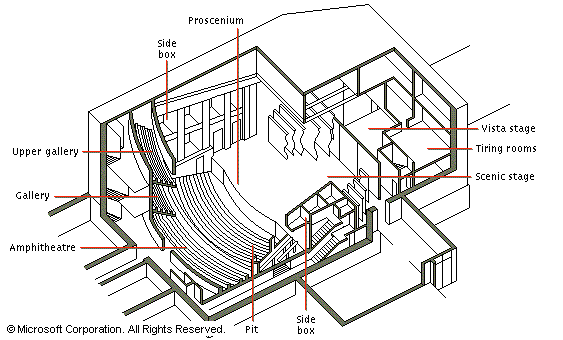 Proscenium
Side
box
Upper gallery
Gallery
Amphitheatre
Vista stage
Tiring rooms
Scenic stage
Pit
Side
box
© Microsoft Corporation. All Rights Reserved.